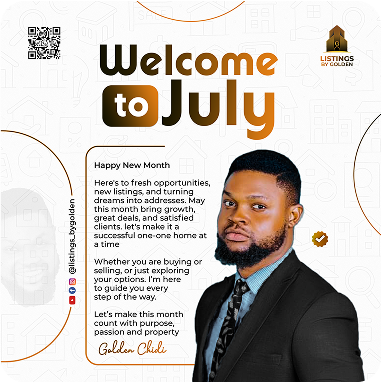 LISTINGS
BY GOLDEN
Welcome
to July
Happy New Month
Here's to fresh opportunities,
new listings, and turning
dreams into addresses. May
this month bring growth,
great deals, and satisfied
clients. let's make it a
successful one-one home at
a time
Whether you are buying or
selling, or just exploring
your options. I'm here
to guide you every
step of the way.
Let's make this month
count with purpose,
passion and property
Golden Chidi
@listings_bygolden